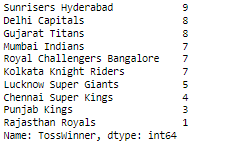 Sunrisers Hyderabad 9
Delhi Capitals 8
Gujarat Titans 8
Mumbai Indians 7
Royal Challengers Bangalore 7
Kolkata Knight Riders 7
Lucknow Super Giants 5
Chennai Super Kings 4
Punjab Kings 3
Rajasthan Royals 1
Name: TossWinner, dtype: int64